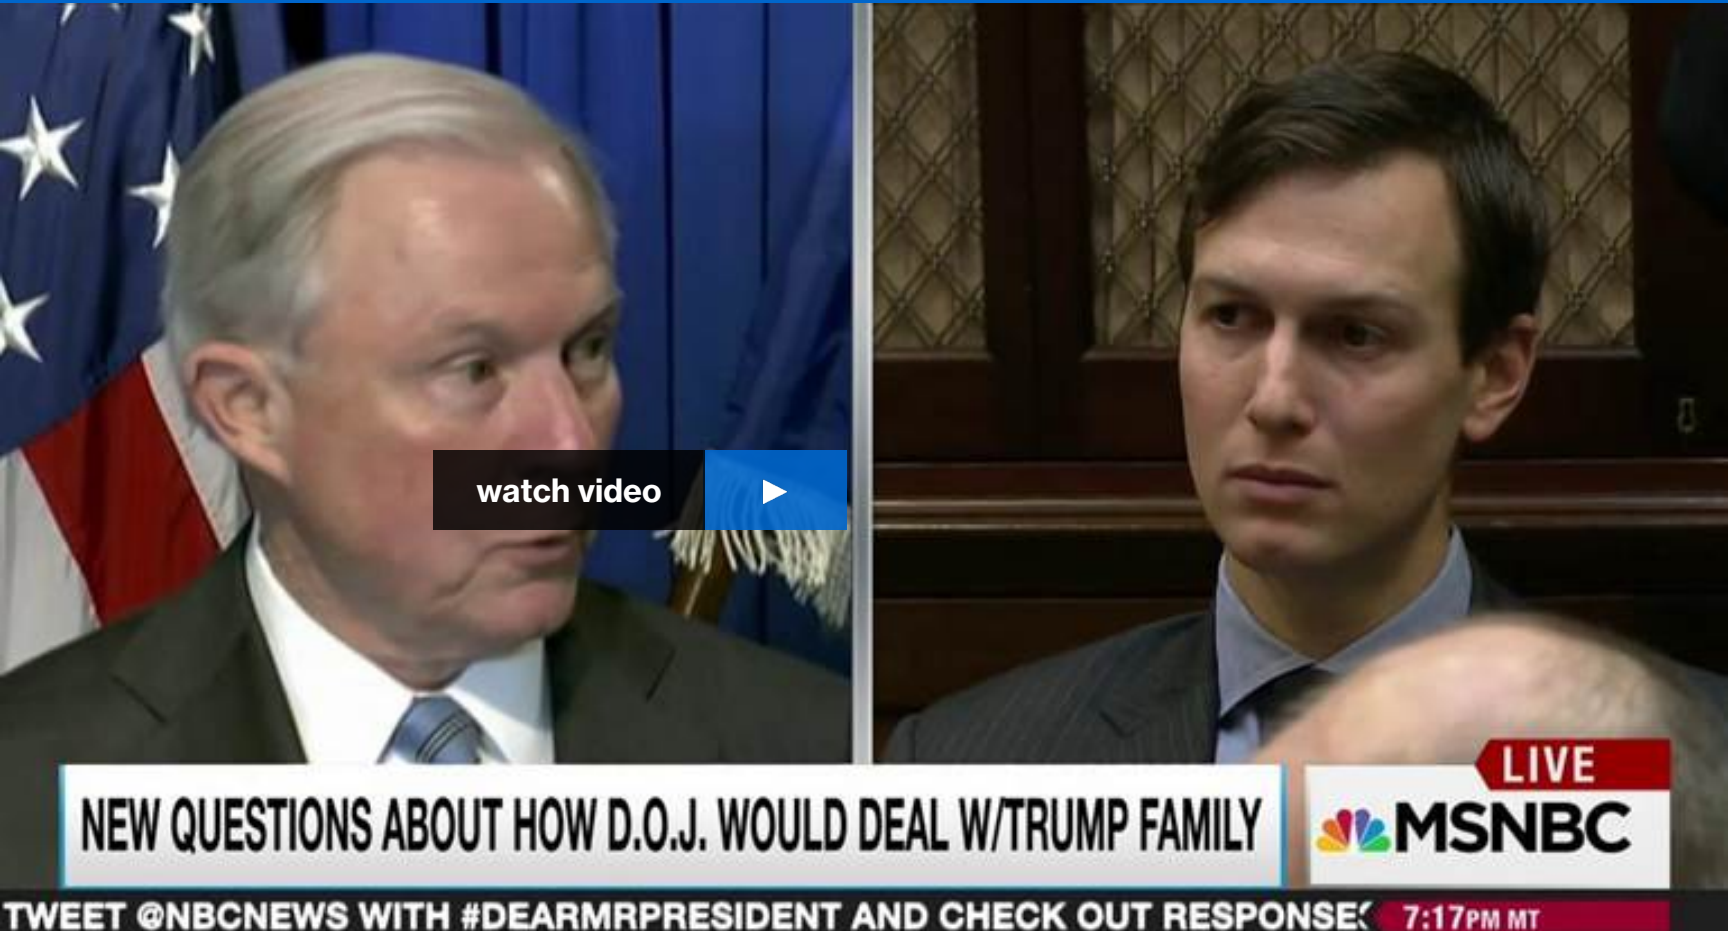 watch video
NEW QUESTIONS ABOUT HOW D.O.J. WOULD DEAL W/TRUMP FAMILY
LIVE
MSNBC
TWEET @NBCNEWS WITH #DEARMRPRESIDENT AND CHECK OUT RESPONSE
7:17PM MT